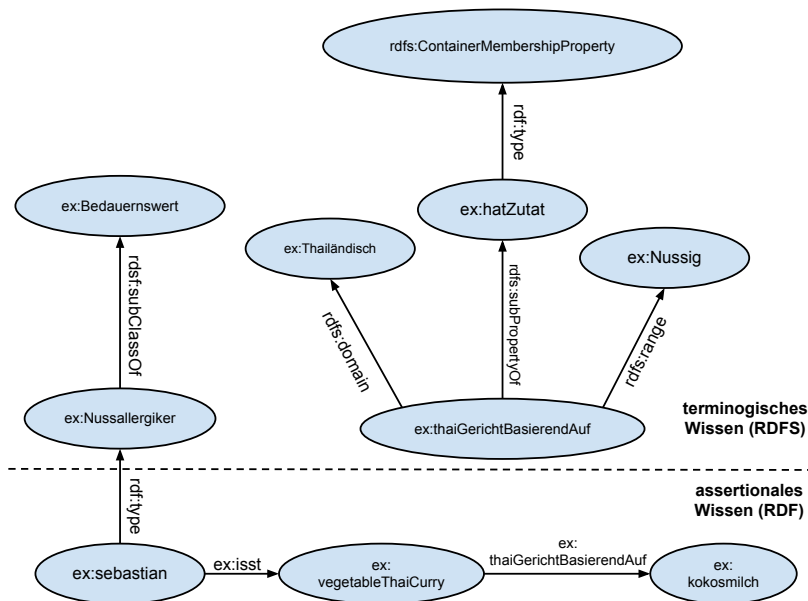 rdfs:ContainerMembershipProperty
rdf:type
ex:Bedauernswert
ex:hatZutat
ex:Thailändisch
ex:Nussig
rdsf:subClassOf
rdfs:domain
rdfs:subPropertyOf
rdfs:range
ex:Nussallergiker
ex:thaiGerichtBasierendAuf
terminogisches
Wissen (RDFS)
assertionales
Wissen (RDF)
rdf:type
ex:sebastian
ex:isst
ex:
vegetableThaiCurry
ex:
thaiGerichtBasierendAuf
ex:
kokosmilch